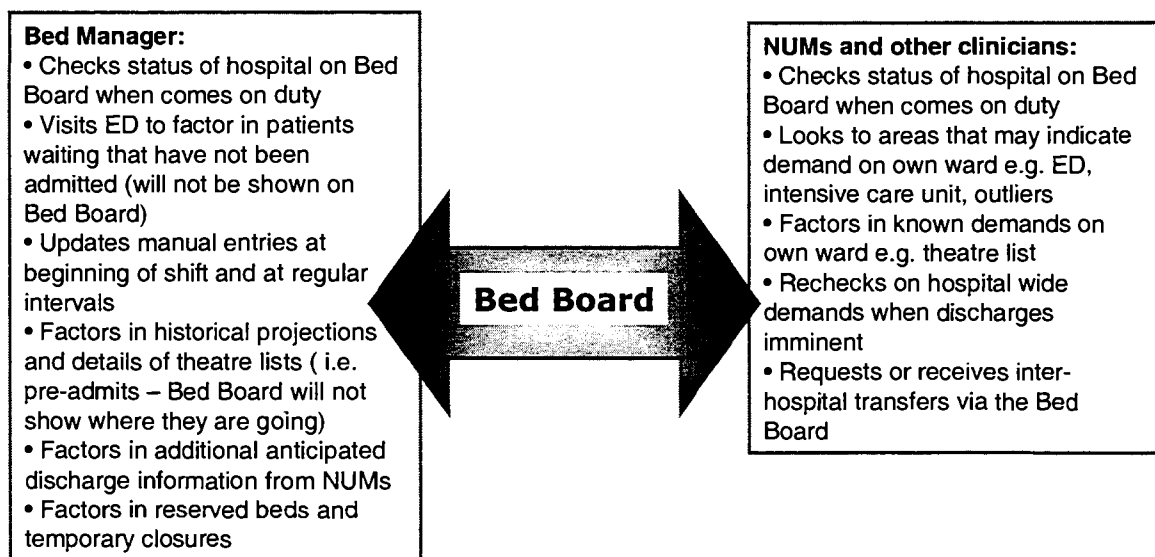 Bed Manager:
• Checks status of hospital on Bed
Board when comes on duty
• Visits ED to factor in patients
waiting that have not been
admitted (will not be shown on
Bed Board)
• Updates manual entries at
beginning of shift and at regular
intervals
• Factors in historical projections
and details of theatre lists ( i.e.
pre-admits – Bed Board will not
show where they are going)
• Factors in additional anticipated
discharge information from NUMs
• Factors in reserved beds and
temporary closures
Bed Board
NUMs and other clinicians:
• Checks status of hospital on Bed
Board when comes on duty
• Looks to areas that may indicate
demand on own ward e.g. ED,
intensive care unit, outliers
• Factors in known demands on
own ward e.g. theatre list
• Rechecks on hospital wide
demands when discharges
imminent
• Requests or receives inter-
hospital transfers via the Bed
Board